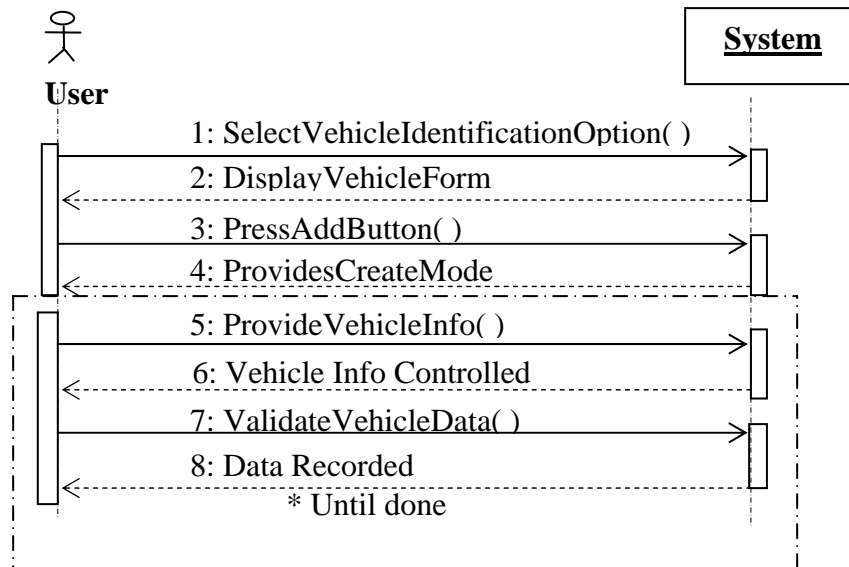 System
User
1: SelectVehicleIdentificationOption( )
2: DisplayVehicleForm
3: PressAddButton( )
4: ProvidesCreateMode
5: ProvideVehicleInfo( )
6: Vehicle Info Controlled
7: ValidateVehicleData( )
8: Data Recorded
* Until done